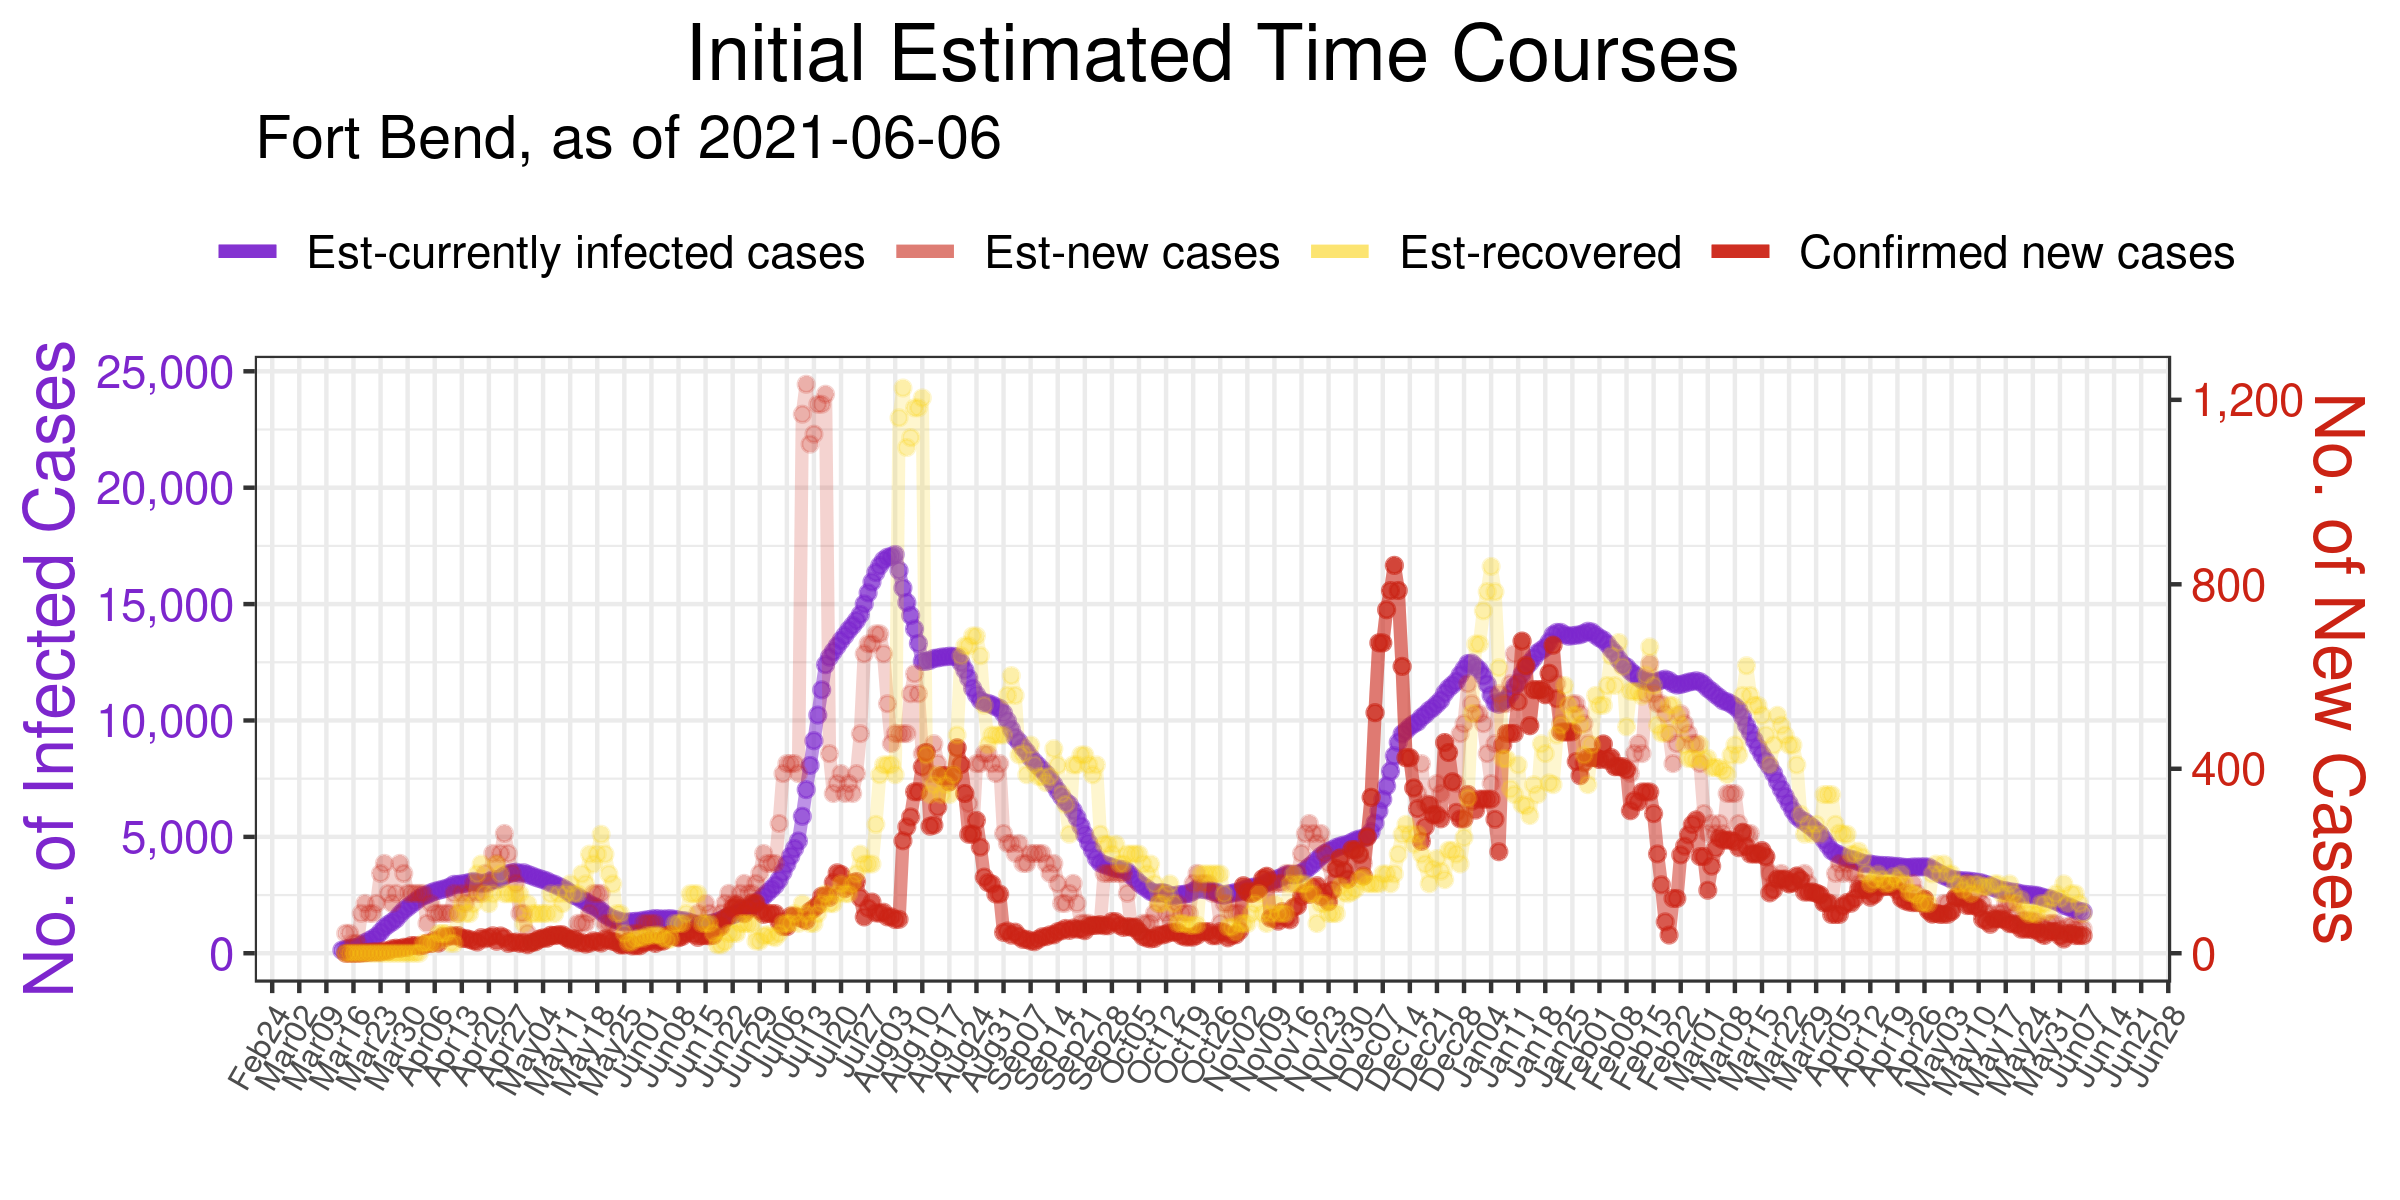 Initial Estimated Time Courses
Fort Bend, as of 2021-06-06
Est-currently infected cases Est-new cases Est-recovered Confirmed new cases
No. of Infected Cases
25,000
20,000
15,000
10,000
5,000
0
1,200
800
400
0
No. of New Cases
Feb24
Mar02
Mar09
Mar16
Mar23
Mar30
Apr06
Apr13
Apr20
Apr27
May04
May11
May18
May25
Jun01
Jun08
Jun15
Jun22
Jun29
Jul06
Jul13
Jul20
Jul27
Aug03
Aug10
Aug17
Aug24
Aug31
Sep07
Sep14
Sep21
Sep28
Oct05
Oct12
Oct19
Oct26
Nov02
Nov09
Nov16
Nov23
Nov30
Dec07
Dec14
Dec21
Dec28
Jan04
Jan11
Jan18
Jan25
Feb01
Feb08
Feb15
Feb22
Mar01
Mar08
Mar15
Mar22
Mar29
Apr05
Apr12
Apr19
Apr26
May03
May10
May17
May24
May31
Jun07
Jun14
Jun21
Jun28